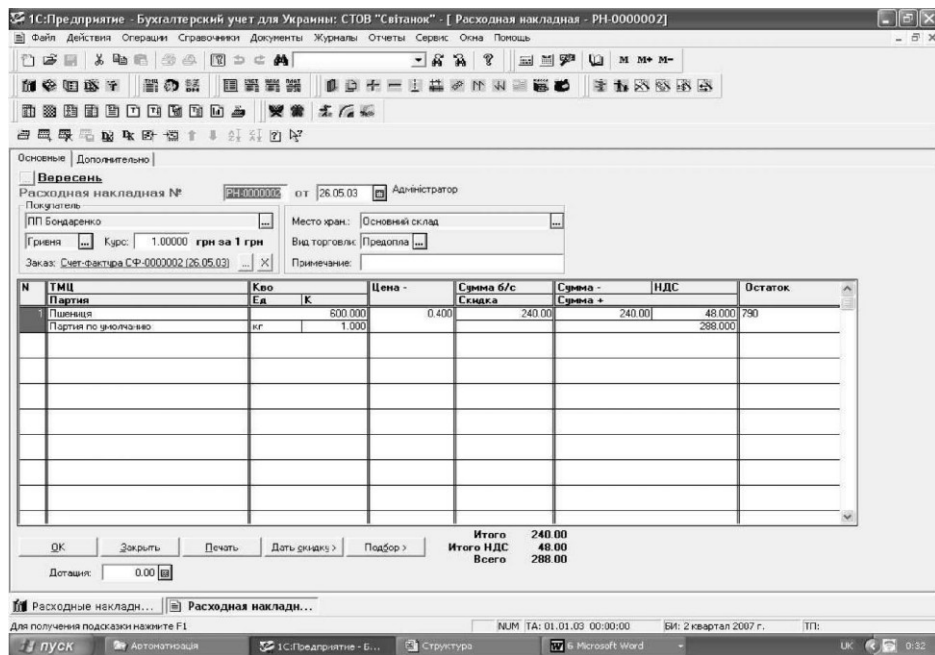 1С:Предприятие - Бухгалтерский учет для Украины: СТОВ "Світанок" - [ Расходная накладная - РН-0000002]
Файл Действия Операции Справочники Документы Журналы Отчеты Сервис Окна Помощь
M M+ M-
Основные Дополнительно
... Вересень
Расходная накладная № РН-0000002 от 26.05.03 Адміністратор
Покупатель
ПП Бондаренко ... Место хран.: Основний склад ...
Гривня ... Курс: 1.00000 грн за 1 грн Вид торговли: Предопла ...
Заказ: Счет-фактура СФ-0000002 (26.05.03) ... X Примечание:
N ТМЦ Кво Цена - Сумма б/с Сумма - НДС Остаток
Партия Ед К Скидка Сумма +
1 Пшениця 600.000 0.400 240.00 240.00 48.000 790
Партия по умолчанию кг 1.000 288.000
Итого 240.00
OK Закрыть Печать Дать скидку > Подбор > Итого НДС 48.00
Всего 288.00
Дотация: 0.00
Расходные накладн... Расходная накладн...
Для получения подсказки нажмите F1 NUM TA: 01.01.03 00:00:00 БИ: 2 квартал 2007 г. ТП:
пуск Автоматизація 1С:Предприятие - Б... Структура 6 Microsoft Word UK 0:32